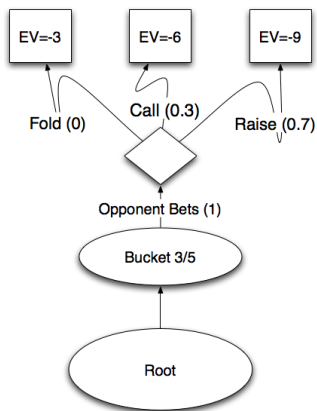 EV=-3
EV=-6
EV=-9
Fold (0)
Call (0.3)
Raise (0.7)
Opponent Bets (1)
Bucket 3/5
Root